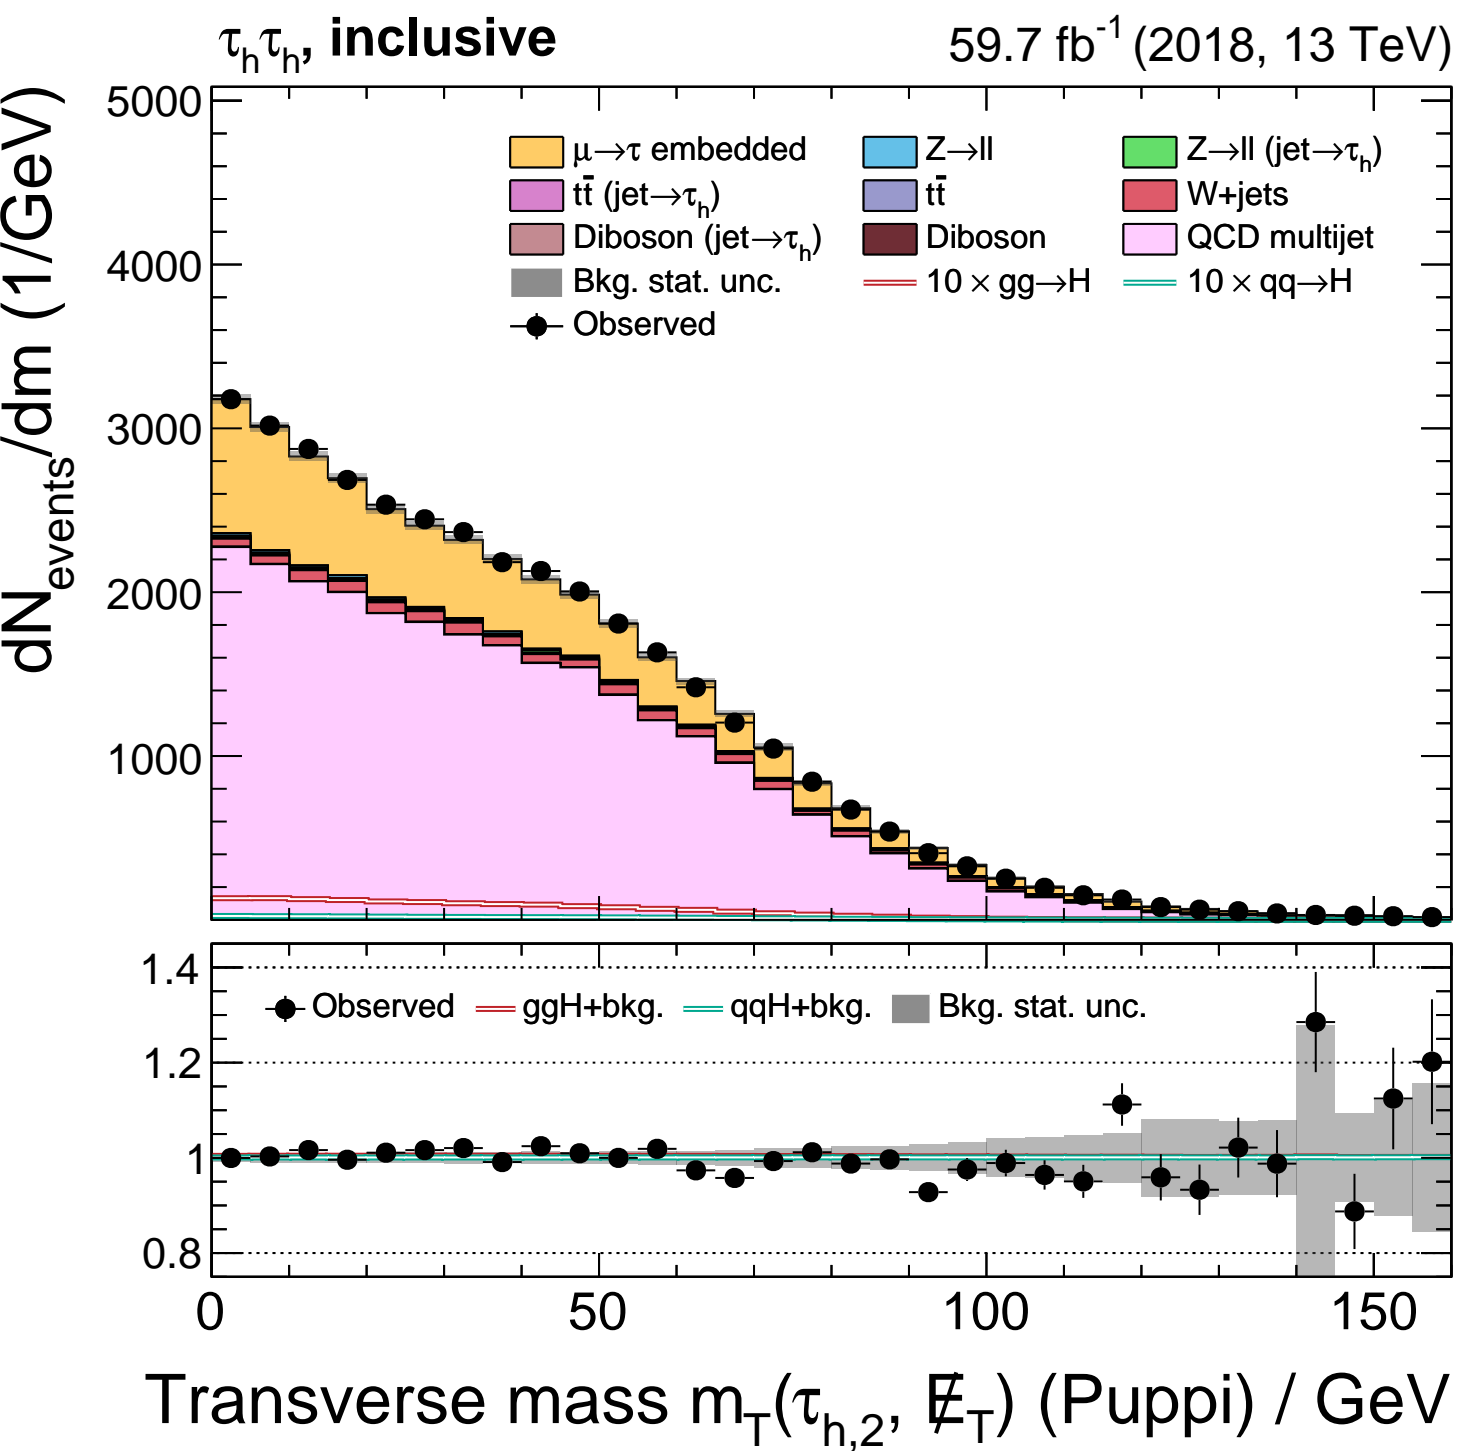 τhτh, inclusive 59.7 fb-1 (2018, 13 TeV)
dNevents/dm (1/GeV)
5000
4000
3000
2000
1000
μ→τ embedded Z→ll Z→ll (jet→τh)
tt̄ (jet→τh) tt̄ W+jets
Diboson (jet→τh) Diboson QCD multijet
Bkg. stat. unc. 10 × gg→H 10 × qq→H
Observed
1.4
1.2
1
0.8
Observed ggH+bkg. qqH+bkg. Bkg. stat. unc.
0 50 100 150
Transverse mass mT(τh,2, E̸T) (Puppi) / GeV